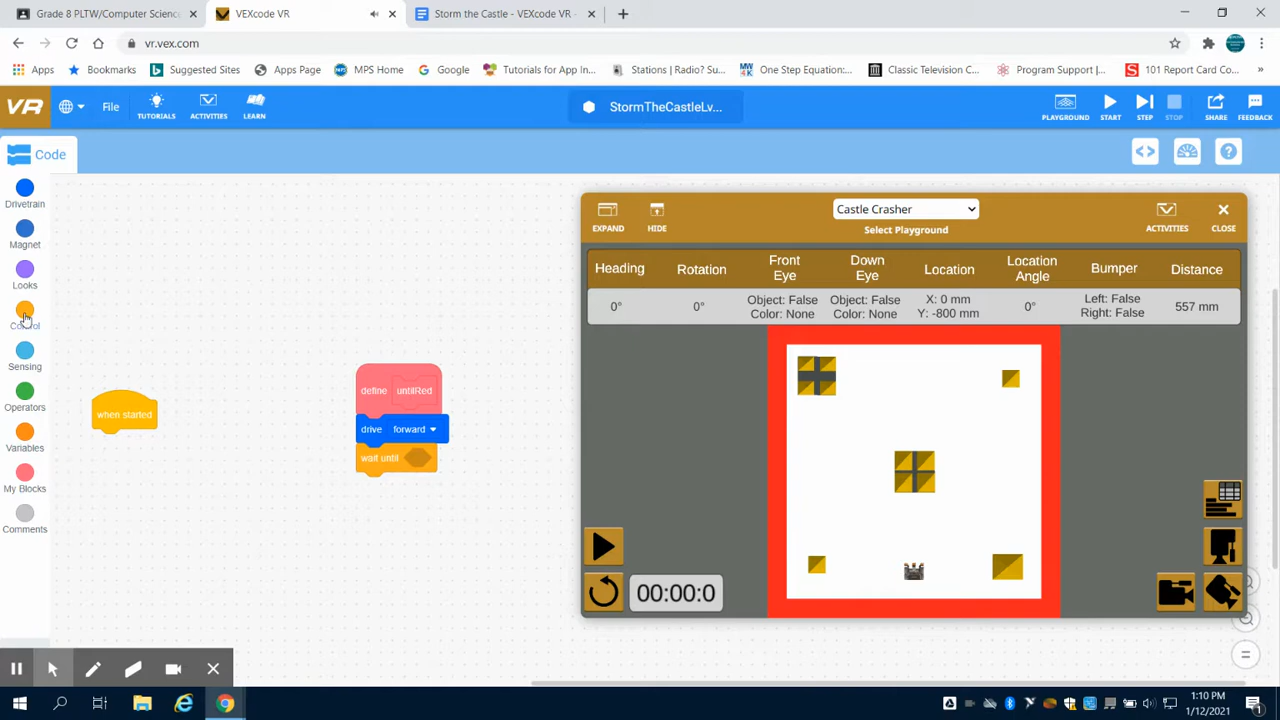 Grade 8 PLTW/Computer Science
VEXcode VR
Storm the Castle - VEXcode VR -
vr.vex.com
Apps
Bookmarks
Suggested Sites
Apps Page
MPS Home
Google
Tutorials for App In...
Stations | Radio? Su...
One Step Equation:...
Classic Television C...
Program Support |...
101 Report Card Co...
VR
File
TUTORIALS
ACTIVITIES
LEARN
StormTheCastleLv...
PLAYGROUND
START
STEP
STOP
SHARE
FEEDBACK
Code
Drivetrain
Magnet
Looks
Control
Sensing
Operators
Variables
My Blocks
Comments
when started
define untilRed
drive forward
wait until
EXPAND
HIDE
Castle Crasher
Select Playground
ACTIVITIES
CLOSE
Heading
Rotation
Front Eye
Down Eye
Location
Location Angle
Bumper
Distance
0°
0°
Object: False
Color: None
Object: False
Color: None
X: 0 mm
Y: -800 mm
0°
Left: False
Right: False
557 mm
00:00:0
1:10 PM
1/12/2021